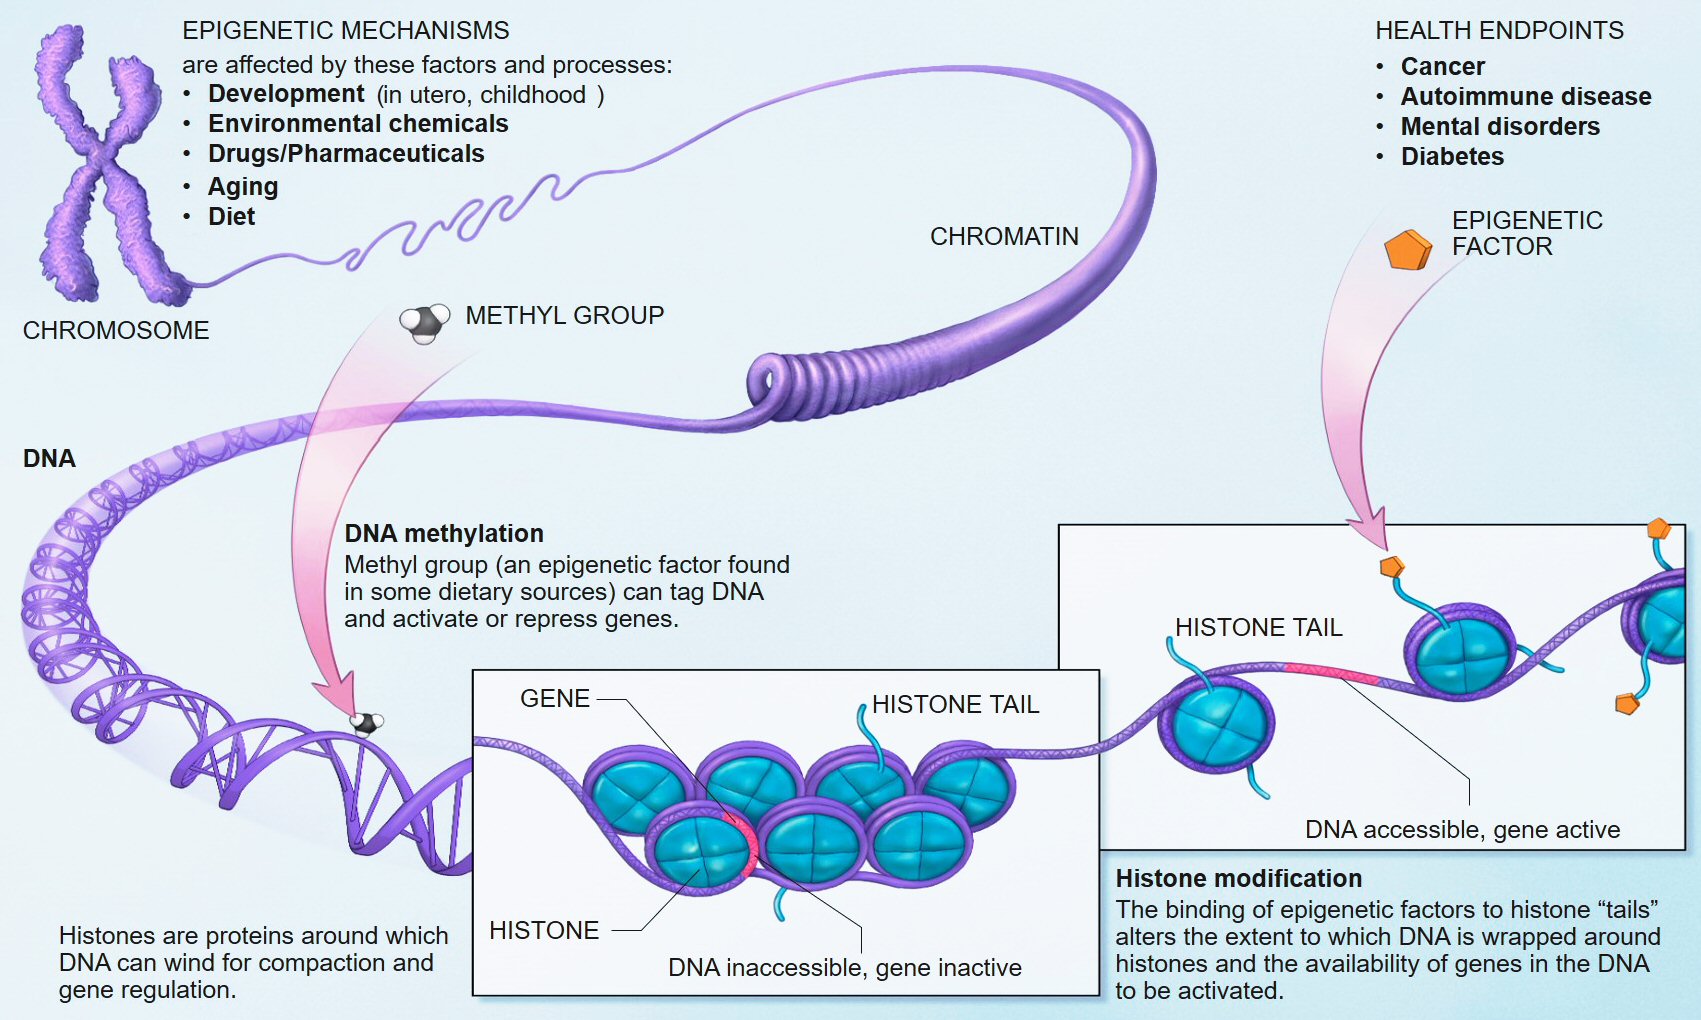 EPIGENETIC MECHANISMS
are affected by these factors and processes:
• Development (in utero, childhood )
• Environmental chemicals
• Drugs/Pharmaceuticals
• Aging
• Diet
HEALTH ENDPOINTS
• Cancer
• Autoimmune disease
• Mental disorders
• Diabetes
EPIGENETIC
FACTOR
CHROMATIN
METHYL GROUP
CHROMOSOME
DNA
DNA methylation
Methyl group (an epigenetic factor found
in some dietary sources) can tag DNA
and activate or repress genes.
HISTONE TAIL
GENE
HISTONE TAIL
DNA accessible, gene active
HISTONE
DNA inaccessible, gene inactive
Histones are proteins around which
DNA can wind for compaction and
gene regulation.
Histone modification
The binding of epigenetic factors to histone “tails”
alters the extent to which DNA is wrapped around
histones and the availability of genes in the DNA
to be activated.